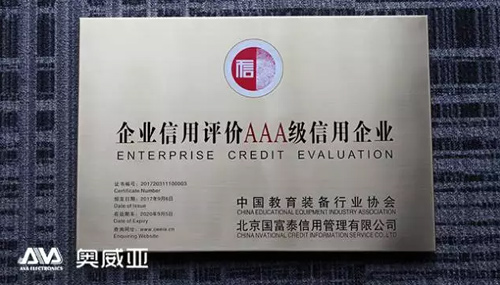 信
企业信用评价AAA级信用企业
ENTERPRISE CREDIT EVALUATION
证书编号：201720311100003
Certificate Number
颁发日期：2017年9月6日
Date of Issue
有效期至：2020年9月5日
Date of Expiry
查询网址：www.ceeia.cn
Enquiring Website
中国教育装备行业协会
CHINA EDUCATIONAL EQUIPMENT INDUSTRY ASSOCIATION
北京国富泰信用管理有限公司
CHINA NVATIONAL CREDIT INFORMATION SERVICE CO.,LTD
AVA
AVA ELECTRONICS
奥威亚